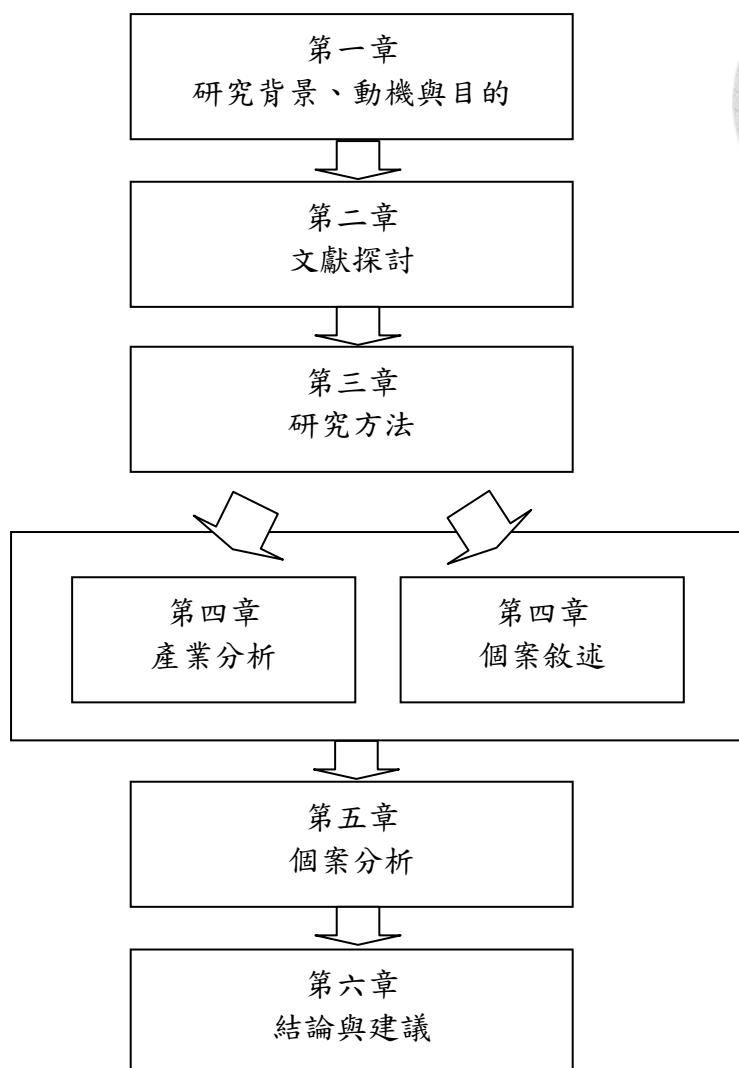 第一章
研究背景、動機與目的
第二章
文獻探討
第三章
研究方法
第四章
產業分析
第四章
個案敘述
第五章
個案分析
第六章
結論與建議